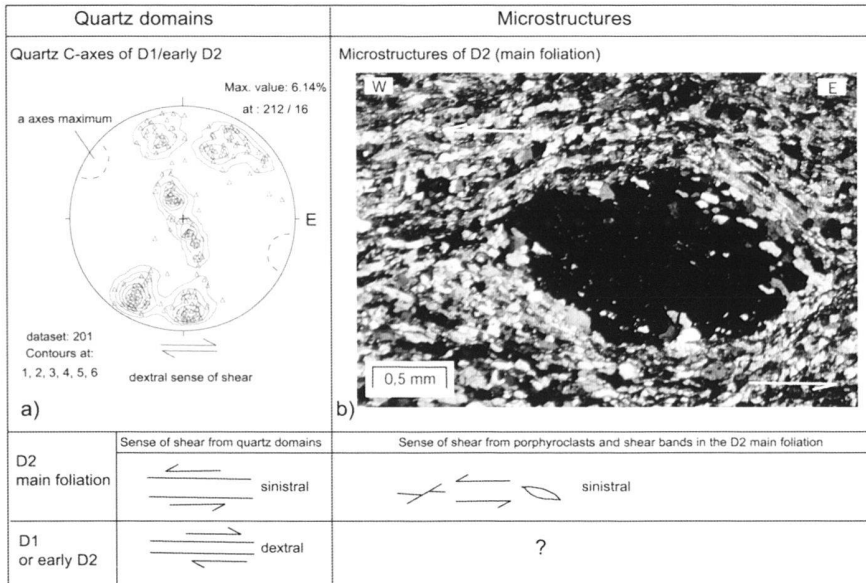 Quartz domains
Microstructures
Quartz C-axes of D1/early D2
Max. value: 6.14%
at : 212 / 16
a axes maximum
E
dataset: 201
Contours at:
1, 2, 3, 4, 5, 6
dextral sense of shear
a)
Microstructures of D2 (main foliation)
W
E
0,5 mm
b)
Sense of shear from quartz domains
Sense of shear from porphyroclasts and shear bands in the D2 main foliation
D2
main foliation
sinistral
sinistral
D1
or early D2
dextral
?